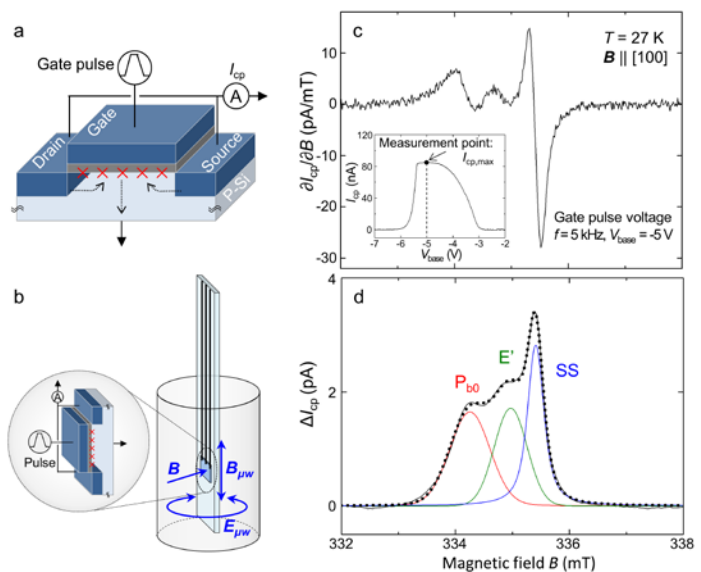 a
Gate pulse
I_cp
A
Drain
Gate
Source
P-Si
b
A
Pulse
B
B_μw
E_μw
c
T = 27 K
B || [100]
∂I_cp/∂B (pA/mT)
10
0
-10
-20
-30
Measurement point:
I_cp,max
I_cp (nA)
120
80
40
0
-7 -6 -5 -4 -3 -2
V_base (V)
Gate pulse voltage
f = 5 kHz, V_base = -5 V
d
ΔI_cp (pA)
4
2
0
P_b0
E'
SS
332 334 336 338
Magnetic field B (mT)